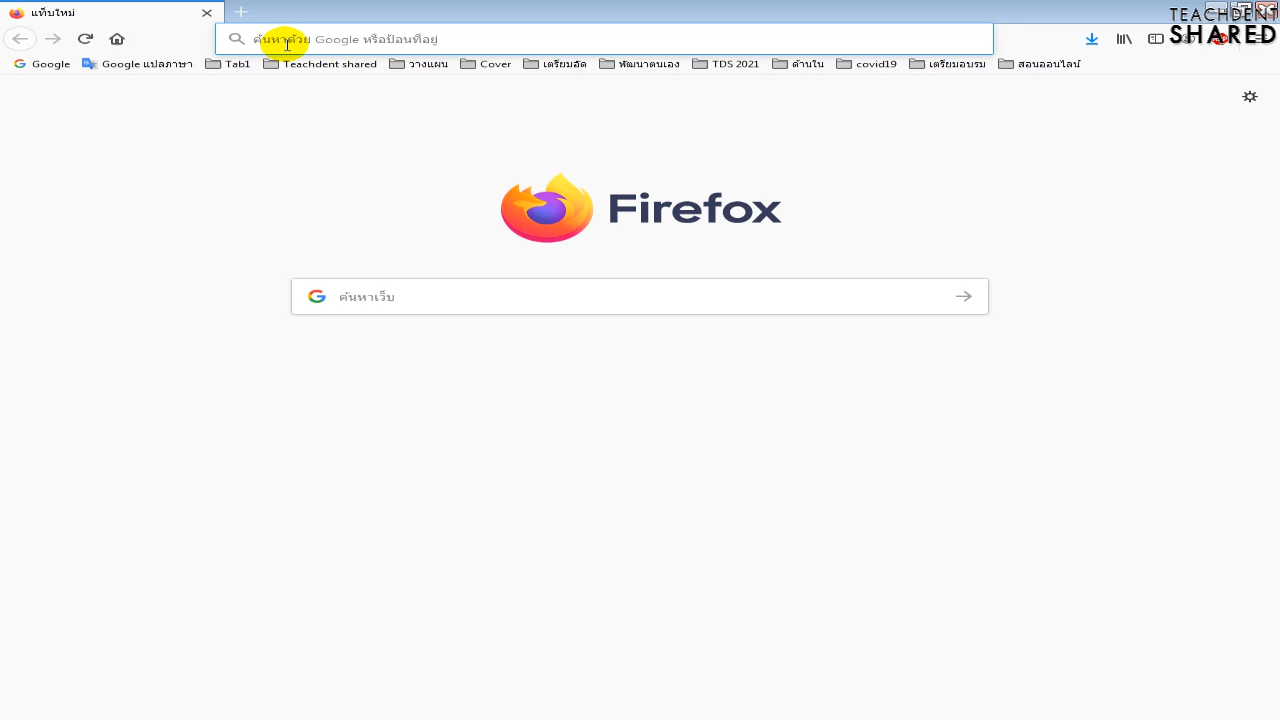 แท็บใหม่
TEACHDENT
SHARED
ค้นหาด้วย Google หรือป้อนที่อยู่
Google
Google แปลภาษา
Tab1
Teachdent shared
วางแผน
Cover
เตรียมอัด
พัฒนาตนเอง
TDS 2021
ด้านใน
covid19
เตรียมอบรม
สอนออนไลน์
Firefox
ค้นหาเว็บ